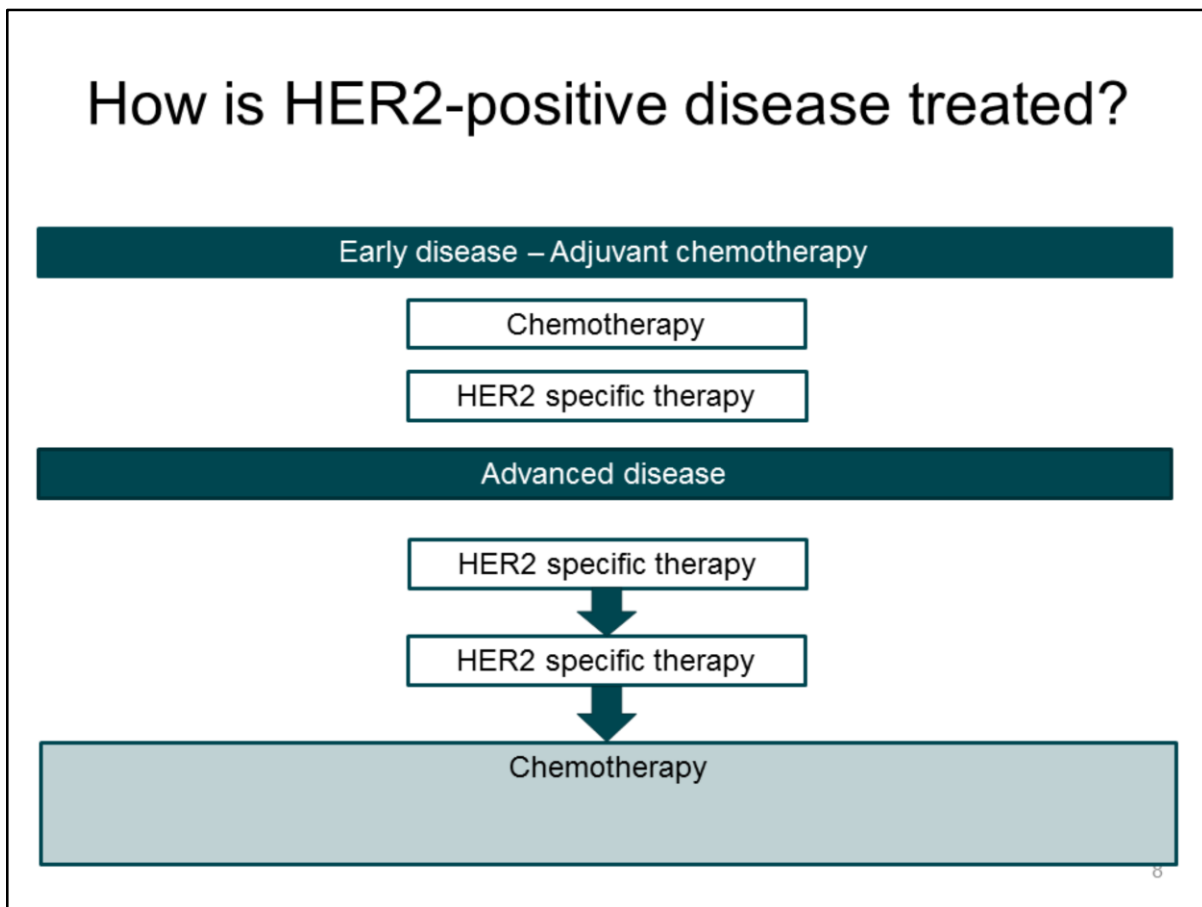 How is HER2-positive disease treated?
Early disease – Adjuvant chemotherapy
Chemotherapy
HER2 specific therapy
Advanced disease
HER2 specific therapy
HER2 specific therapy
Chemotherapy
8